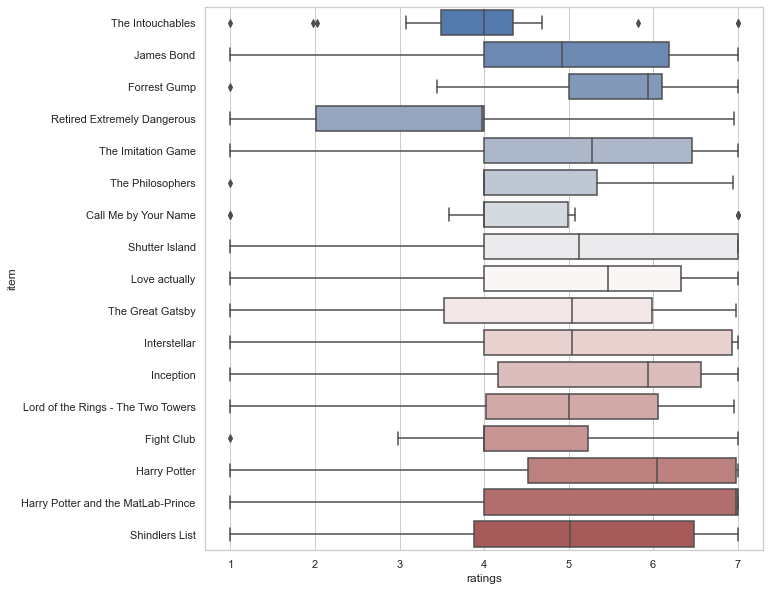 The Intouchables
James Bond
Forrest Gump
Retired Extremely Dangerous
The Imitation Game
The Philosophers
Call Me by Your Name
Shutter Island
Love actually
The Great Gatsby
Interstellar
Inception
Lord of the Rings - The Two Towers
Fight Club
Harry Potter
Harry Potter and the MatLab-Prince
Shindlers List
item
1 2 3 4 5 6 7
ratings